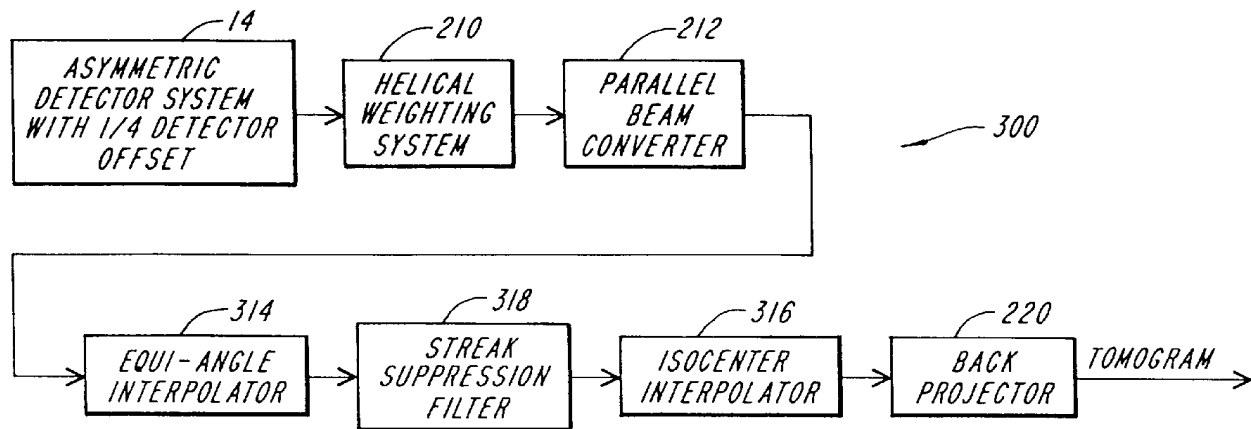 14
ASYMMETRIC
DETECTOR SYSTEM
WITH 1/4 DETECTOR
OFFSET
210
HELICAL
WEIGHTING
SYSTEM
212
PARALLEL
BEAM
CONVERTER
300
314
EQUI-ANGLE
INTERPOLATOR
318
STREAK
SUPPRESSION
FILTER
316
ISOCENTER
INTERPOLATOR
220
BACK
PROJECTOR
TOMOGRAM